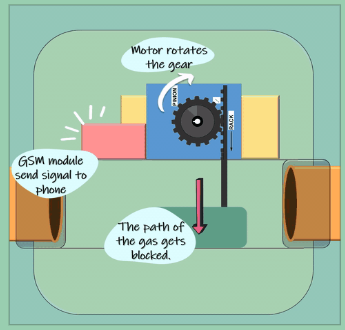 Motor rotates
the gear
PINION
RACK
GSM module
send signal to
phone
The path of
the gas gets
blocked.